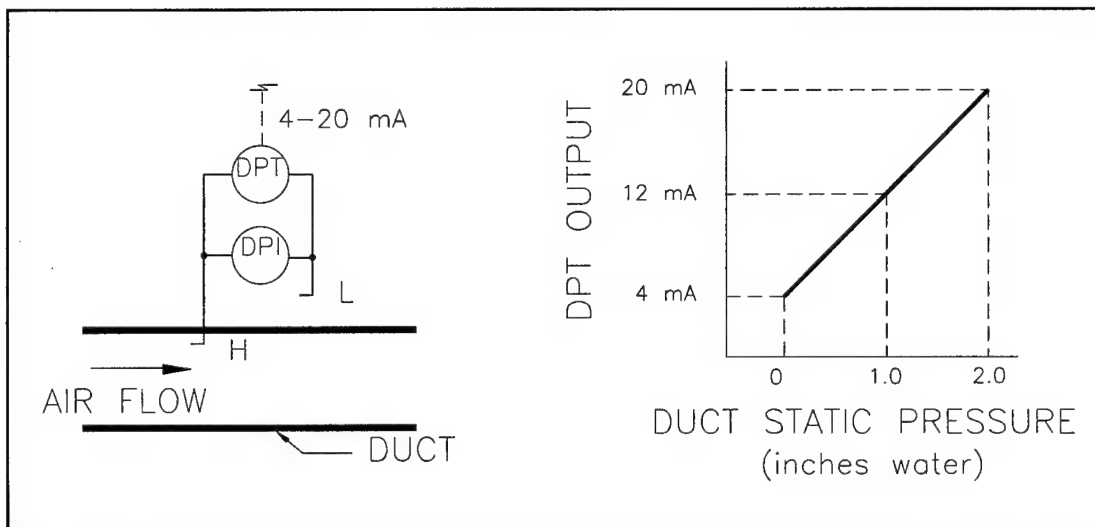 4-20 mA
DPT
DPI
L
H
AIR FLOW
DUCT
DPT OUTPUT
20 mA
12 mA
4 mA
0 1.0 2.0
DUCT STATIC PRESSURE
(inches water)